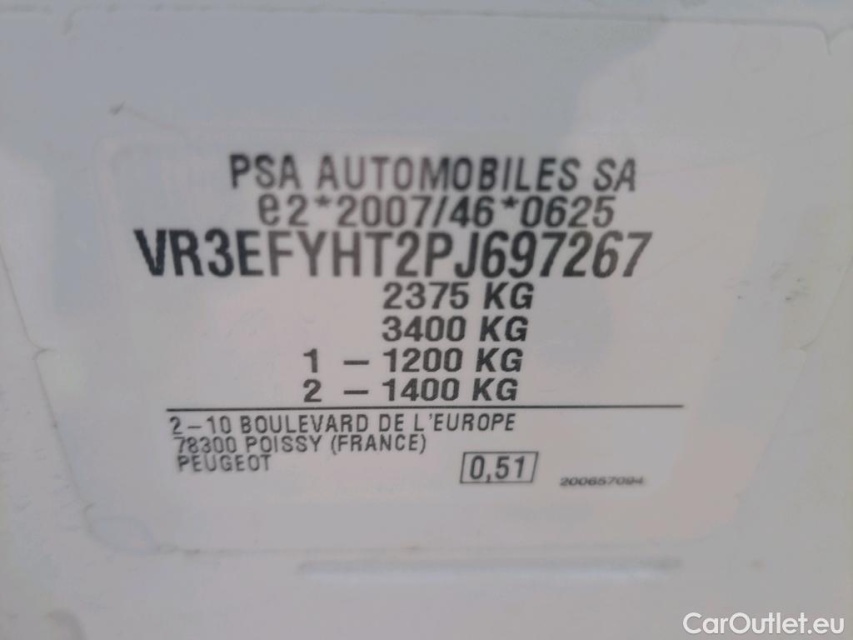 PSA AUTOMOBILES SA
e2*2007/46*0625
VR3EFYHT2PJ697267
2375 KG
3400 KG
1 – 1200 KG
2 – 1400 KG
2–10 BOULEVARD DE L'EUROPE
78300 POISSY (FRANCE)
PEUGEOT
0,51
200657094
CarOutlet.eu